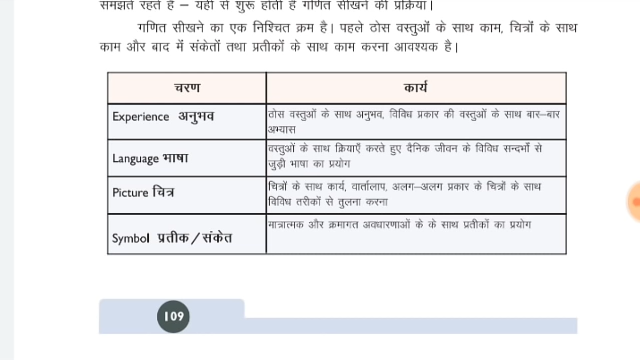 समझते रहते हैं – यहीं से शुरू होती है गणित सीखने की प्रक्रिया।
गणित सीखने का एक निश्चित क्रम है। पहले ठोस वस्तुओं के साथ काम, चित्रों के साथ
काम और बाद में संकेतों तथा प्रतीकों के साथ काम करना आवश्यक है।
चरण कार्य
Experience अनुभव ठोस वस्तुओं के साथ अनुभव, विविध प्रकार की वस्तुओं के साथ बार–बार
अभ्यास
Language भाषा वस्तुओं के साथ क्रियाएँ करते हुए दैनिक जीवन के विविध सन्दर्भों से
जुड़ी भाषा का प्रयोग
Picture चित्र चित्रों के साथ कार्य, वार्तालाप, अलग–अलग प्रकार के चित्रों के साथ
विविध तरीकों से तुलना करना
Symbol प्रतीक/संकेत मात्रात्मक और क्रमागत अवधारणाओं के के साथ प्रतीकों का प्रयोग
109